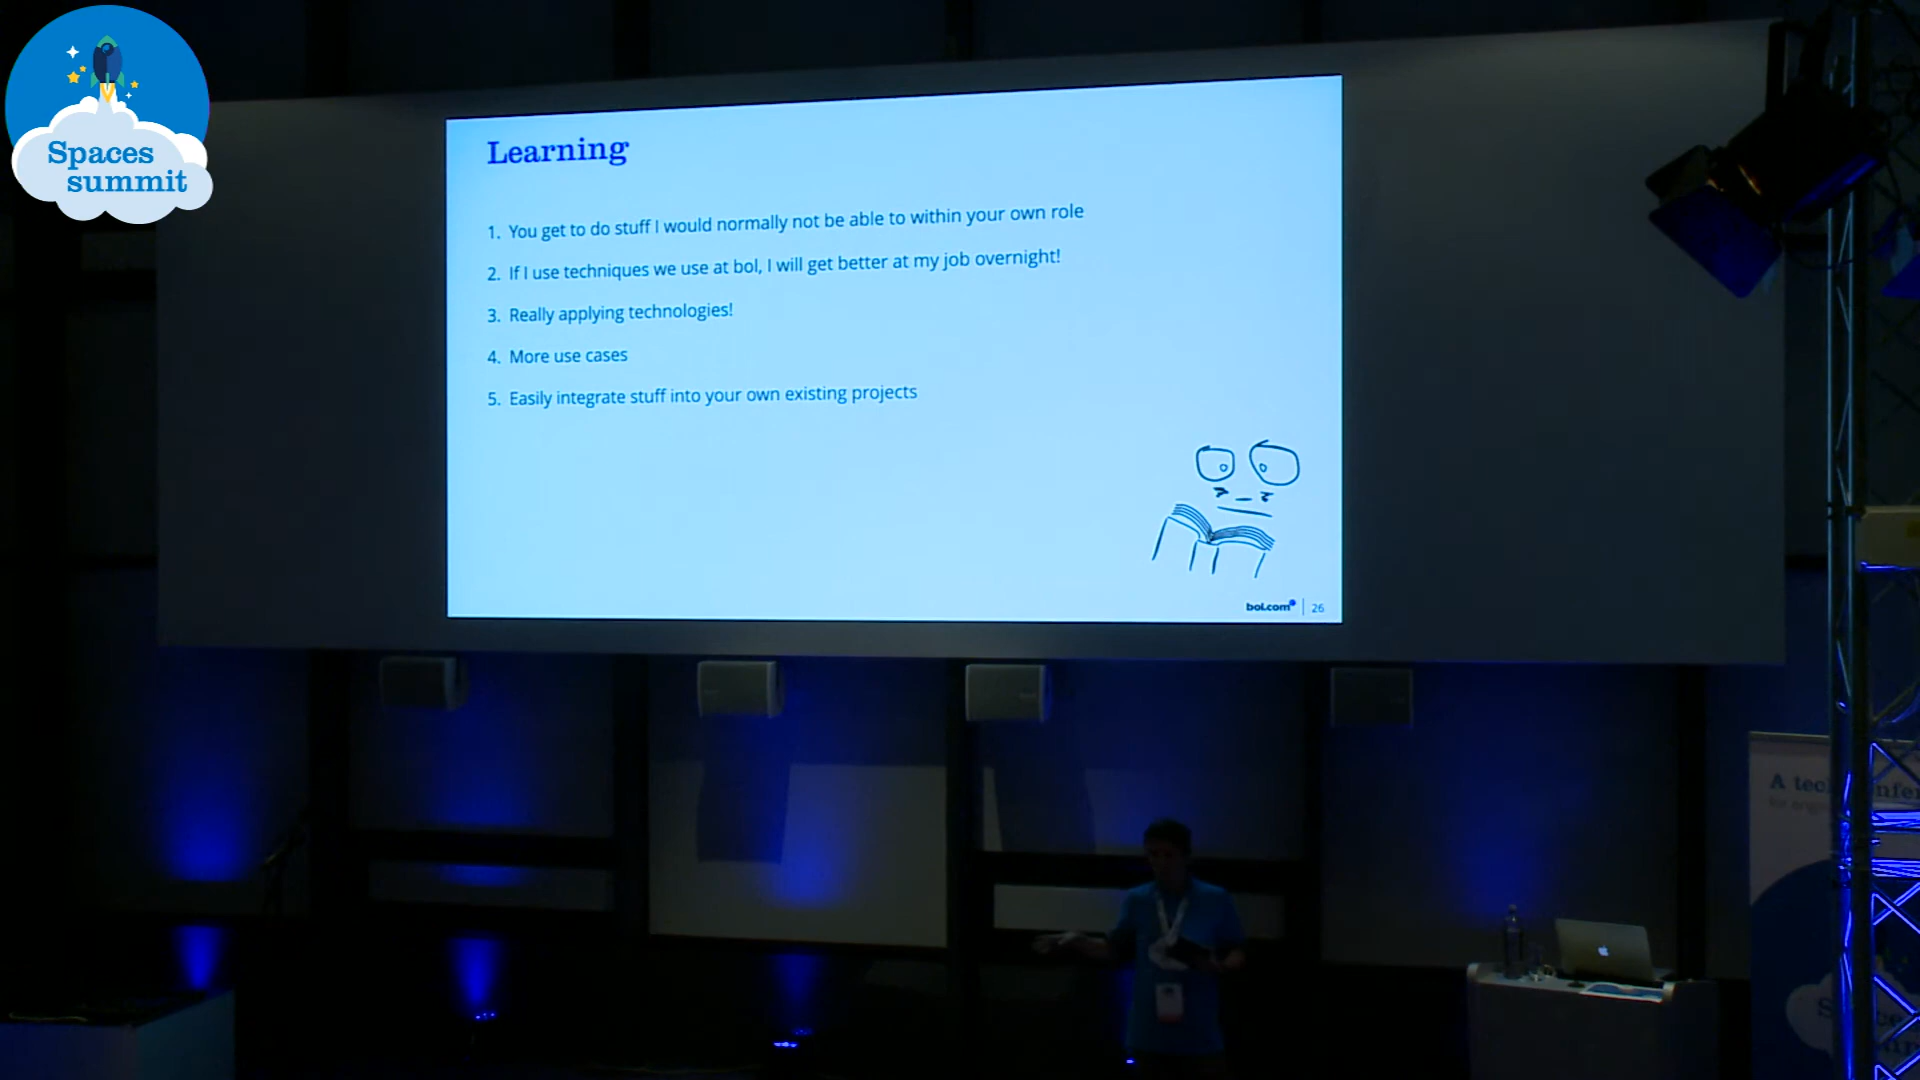 Spaces
summit
Learning
1. You get to do stuff I would normally not be able to within your own role
2. If I use techniques we use at bol, I will get better at my job overnight!
3. Really applying technologies!
4. More use cases
5. Easily integrate stuff into your own existing projects
bol.com 26
A